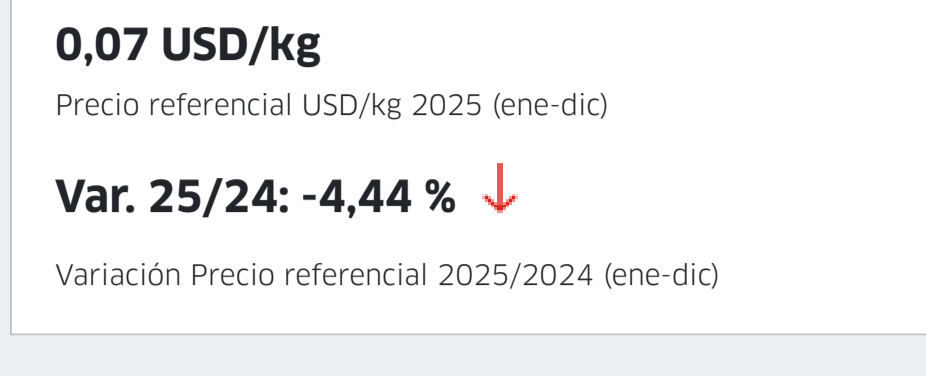 0,07 USD/kg
Precio referencial USD/kg 2025 (ene-dic)
Var. 25/24: -4,44 %
Variación Precio referencial 2025/2024 (ene-dic)